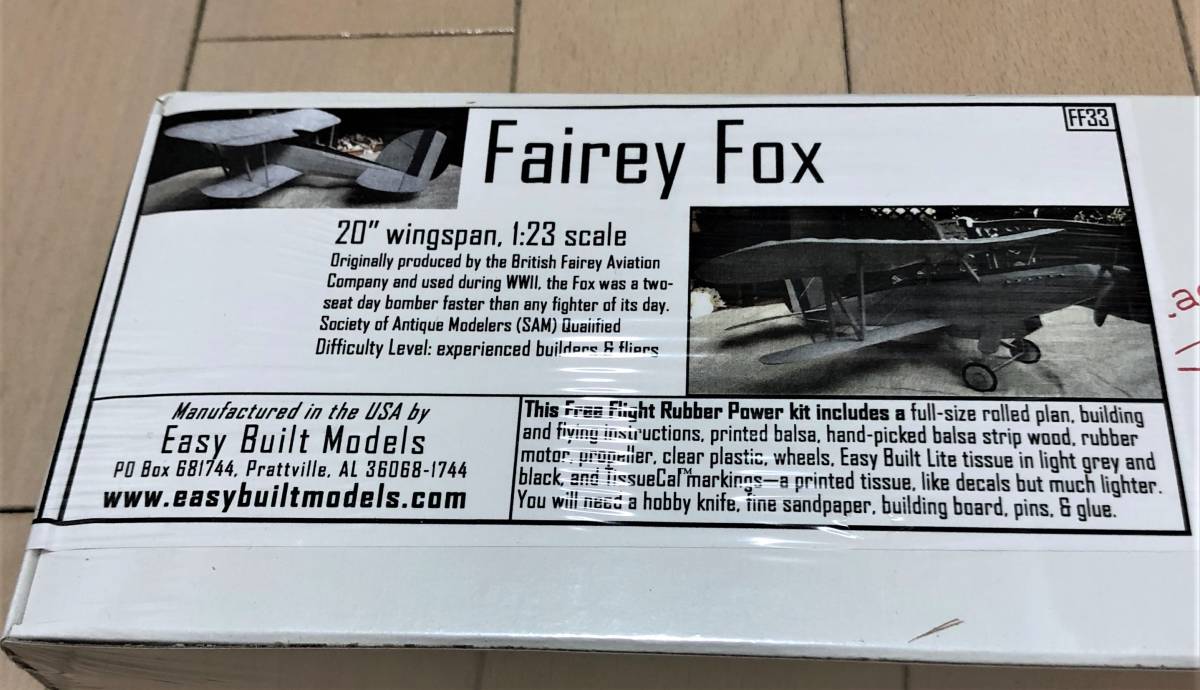 Fairey Fox
FF33
20" wingspan, 1:23 scale
Originally produced by the British Fairey Aviation
Company and used during WWII, the Fox was a two-
seat day bomber faster than any fighter of its day.
Society of Antique Modelers (SAM) Qualified
Difficulty Level: experienced builders & fliers
Manufactured in the USA by
Easy Built Models
PO Box 681744, Prattville, AL 36068-1744
www.easybuiltmodels.com
This Free Flight Rubber Power kit includes a full-size rolled plan, building
and flying instructions, printed balsa, hand-picked balsa strip wood, rubber
motor, propeller, clear plastic, wheels, Easy Built Lite tissue in light grey and
black, and TissueCal™ markings—a printed tissue, like decals but much lighter.
You will need a hobby knife, fine sandpaper, building board, pins, & glue.